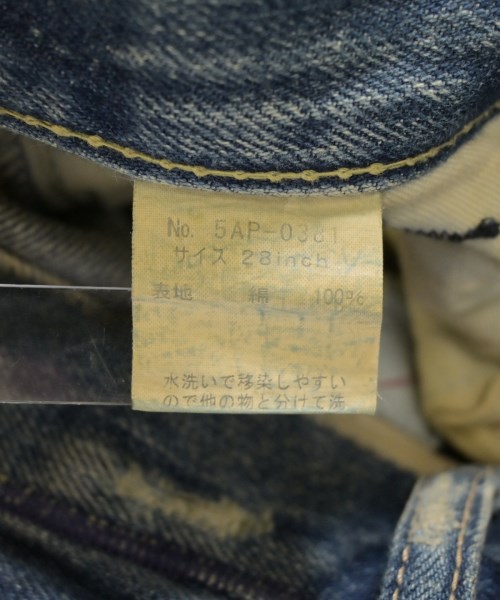 No. 5AP-0381
サイズ 28inch
表地 綿 100%
水洗いで移染しやすい
ので他の物と分けて洗